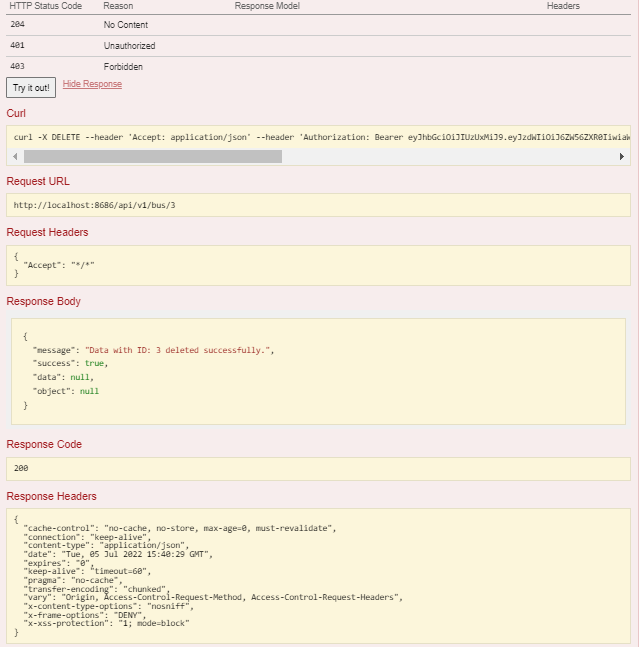 HTTP Status Code Reason Response Model Headers
204 No Content
401 Unauthorized
403 Forbidden
Try it out! Hide Response
Curl
curl -X DELETE --header 'Accept: application/json' --header 'Authorization: Bearer
Request URL
http://localhost:8686/api/v1/bus/3
Request Headers
{
"Accept": "*/*"
}
Response Body
{
"message": "Data with ID: 3 deleted successfully.",
"success": true,
"data": null,
"object": null
}
Response Code
200
Response Headers
{
"cache-control": "no-cache, no-store, max-age=0, must-revalidate",
"connection": "keep-alive",
"content-type": "application/json",
"date": "Tue, 05 Jul 2022 15:40:29 GMT",
"expires": "0",
"keep-alive": "timeout=60",
"pragma": "no-cache",
"transfer-encoding": "chunked",
"vary": "Origin, Access-Control-Request-Method, Access-Control-Request-Headers",
"x-content-type-options": "nosniff",
"x-frame-options": "DENY",
"x-xss-protection": "1; mode=block"
}